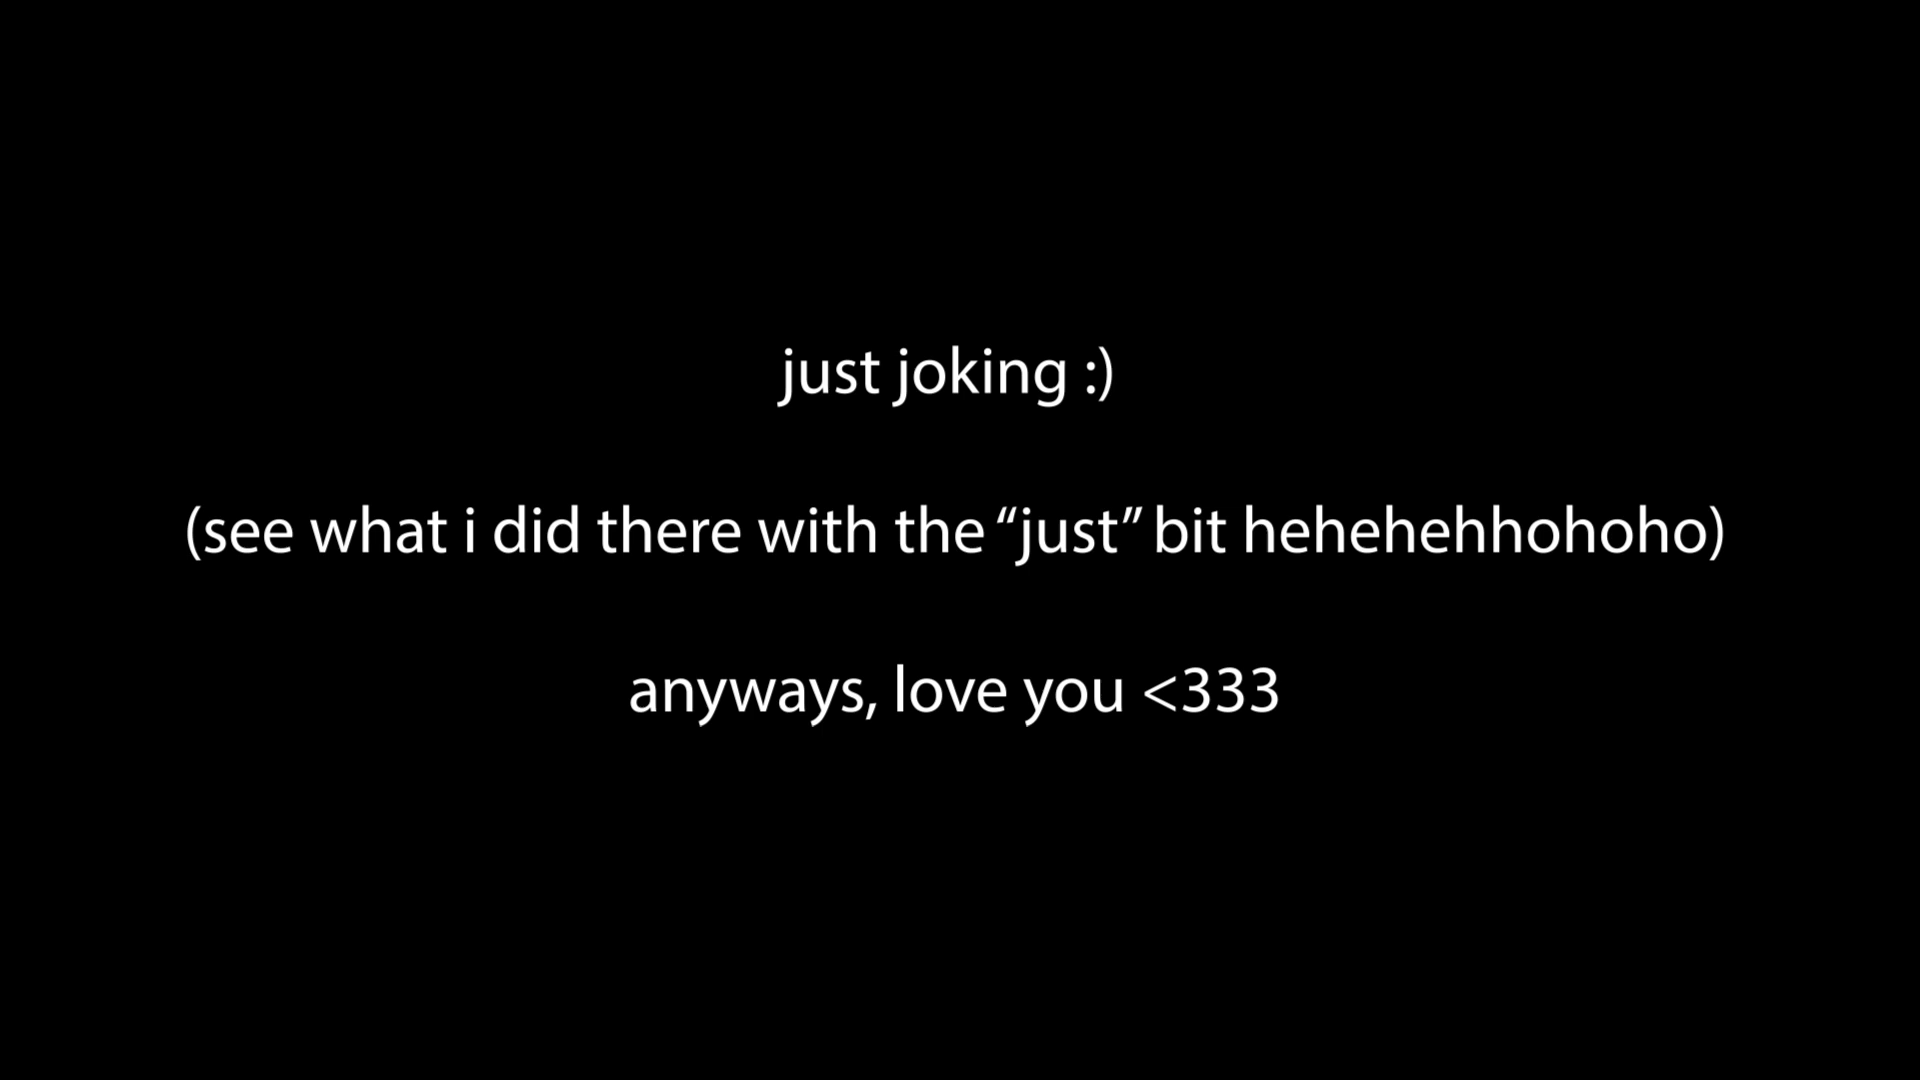 just joking :)
(see what i did there with the “just” bit hehehehhohoho)
anyways, love you <333